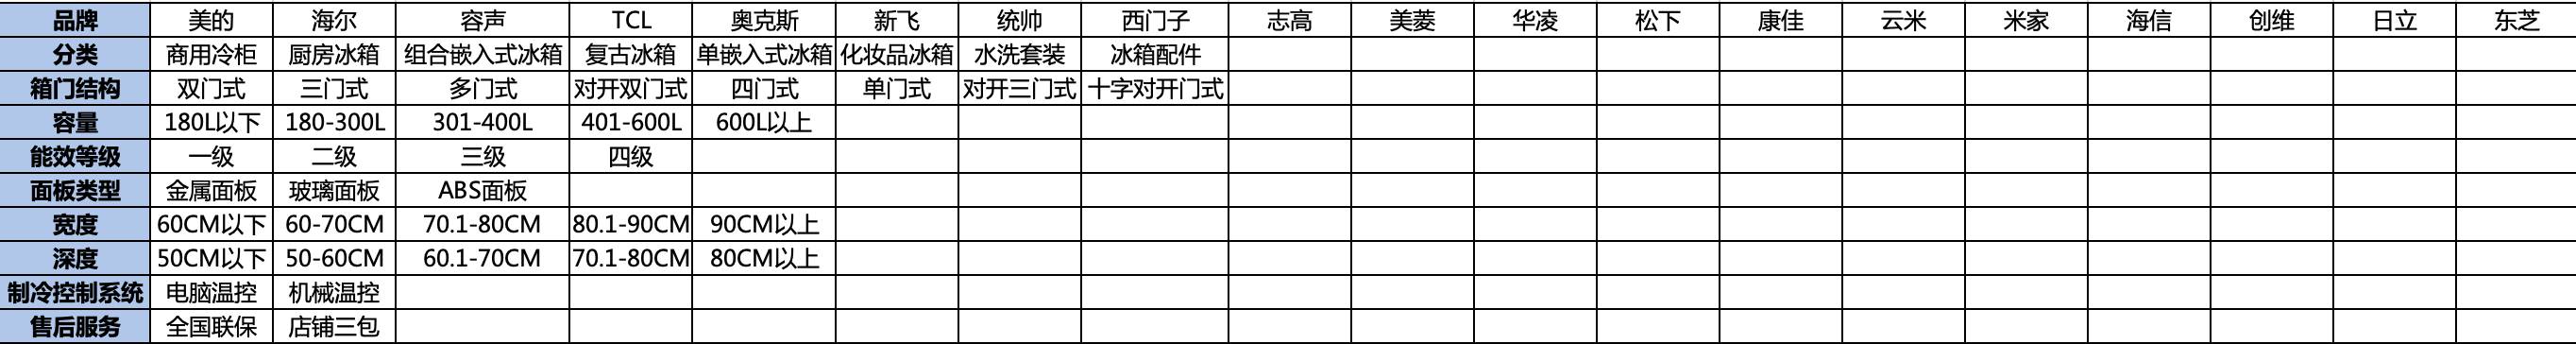 品牌 美的 海尔 容声 TCL 奥克斯 新飞 统帅 西门子 志高 美菱 华凌 松下 康佳 云米 米家 海信 创维 日立 东芝
分类 商用冷柜 厨房冰箱 组合嵌入式冰箱 复古冰箱 单嵌入式冰箱 化妆品冰箱 水洗套装 冰箱配件
箱门结构 双门式 三门式 多门式 对开双门式 四门式 单门式 对开三门式 十字对开门式
容量 180L以下 180-300L 301-400L 401-600L 600L以上
能效等级 一级 二级 三级 四级
面板类型 金属面板 玻璃面板 ABS面板
宽度 60CM以下 60-70CM 70.1-80CM 80.1-90CM 90CM以上
深度 50CM以下 50-60CM 60.1-70CM 70.1-80CM 80CM以上
制冷控制系统 电脑温控 机械温控
售后服务 全国联保 店铺三包